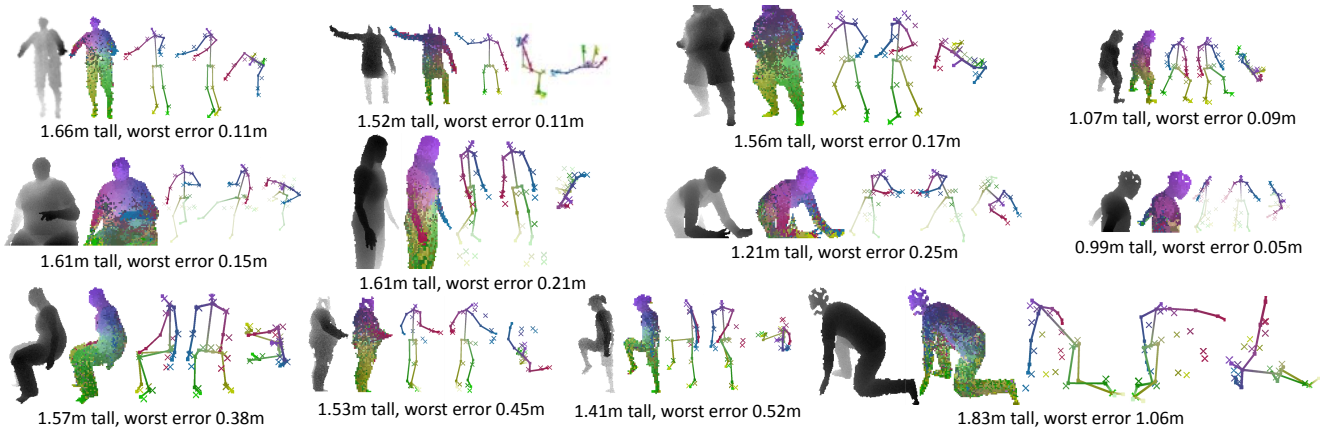 1.66m tall, worst error 0.11m
1.52m tall, worst error 0.11m
1.56m tall, worst error 0.17m
1.07m tall, worst error 0.09m
1.61m tall, worst error 0.15m
1.61m tall, worst error 0.21m
1.21m tall, worst error 0.25m
0.99m tall, worst error 0.05m
1.57m tall, worst error 0.38m
1.53m tall, worst error 0.45m
1.41m tall, worst error 0.52m
1.83m tall, worst error 1.06m